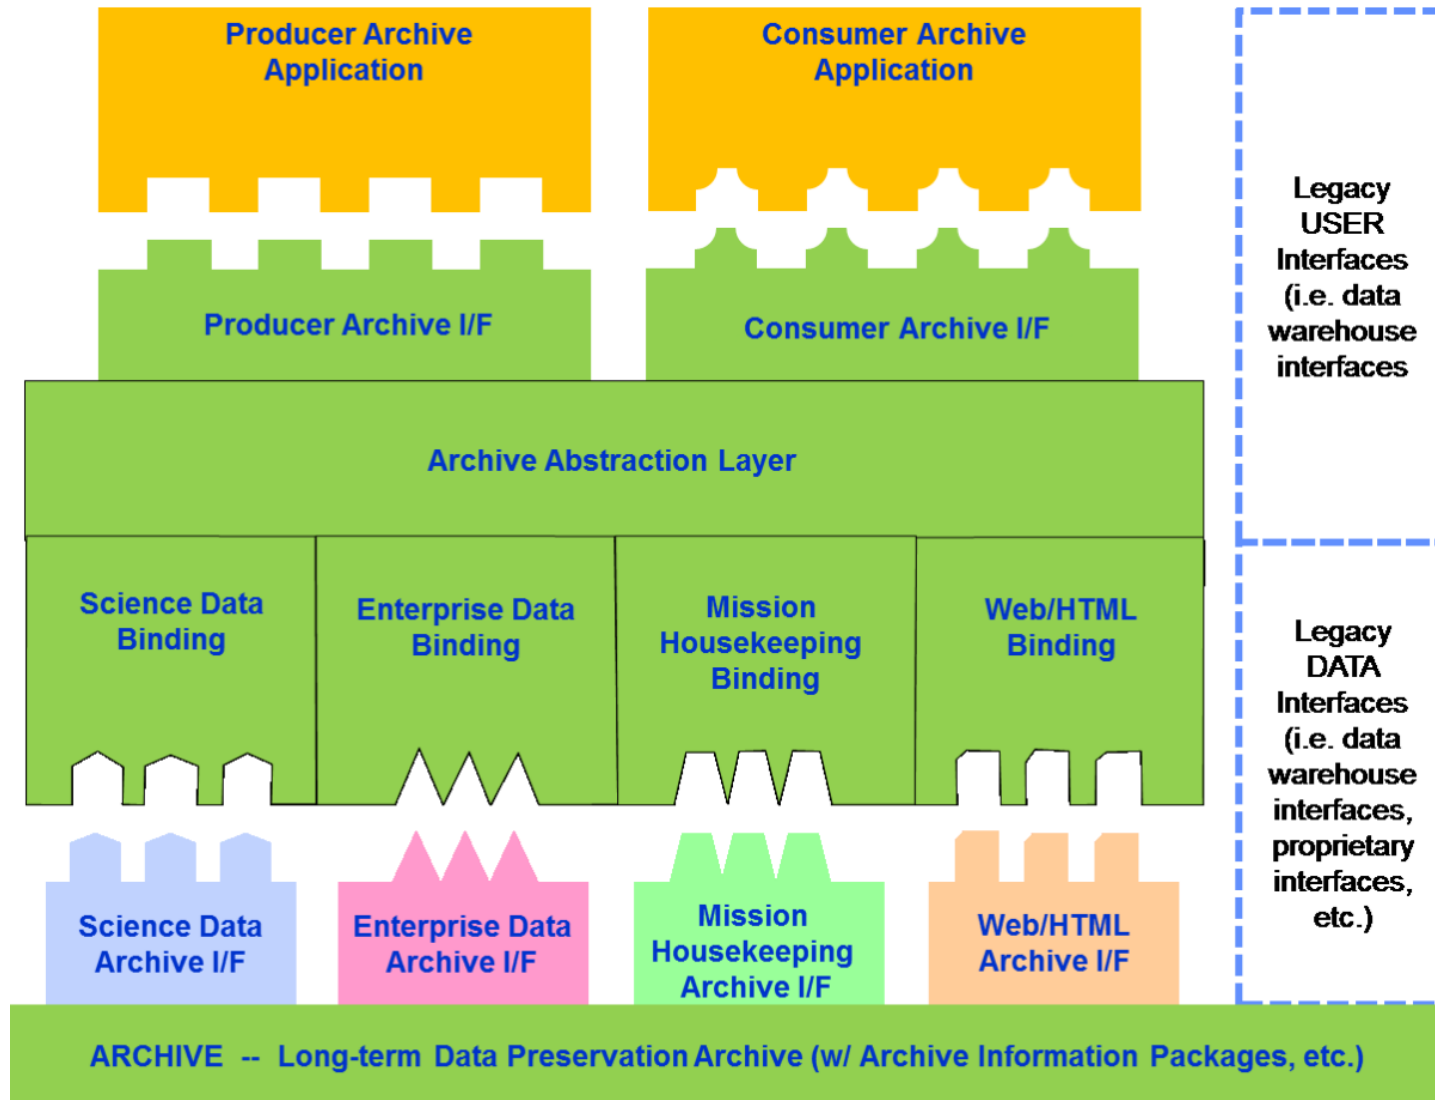 Producer Archive
Application
Consumer Archive
Application
Producer Archive I/F
Consumer Archive I/F
Archive Abstraction Layer
Science Data
Binding
Enterprise Data
Binding
Mission
Housekeeping
Binding
Web/HTML
Binding
Science Data
Archive I/F
Enterprise Data
Archive I/F
Mission
Housekeeping
Archive I/F
Web/HTML
Archive I/F
ARCHIVE -- Long-term Data Preservation Archive (w/ Archive Information Packages, etc.)
Legacy
USER
Interfaces
(i.e. data
warehouse
interfaces
Legacy
DATA
Interfaces
(i.e. data
warehouse
interfaces,
proprietary
interfaces,
etc.)